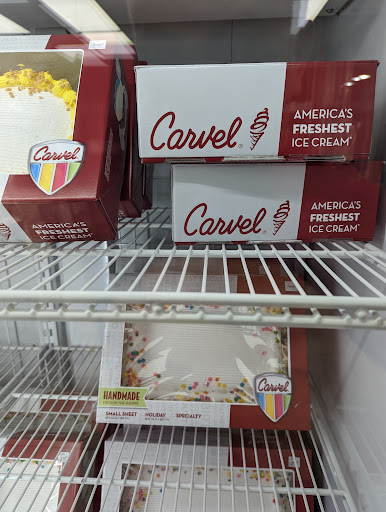 Carvel
AMERICA'S
FRESHEST
ICE CREAM
Carvel
AMERICA'S
FRESHEST
ICE CREAM
Carvel
AMERICA'S
FRESHEST
ICE CREAM
HANDMADE
Carvel
SMALL SHEET
HOLIDAY
SPECIALTY